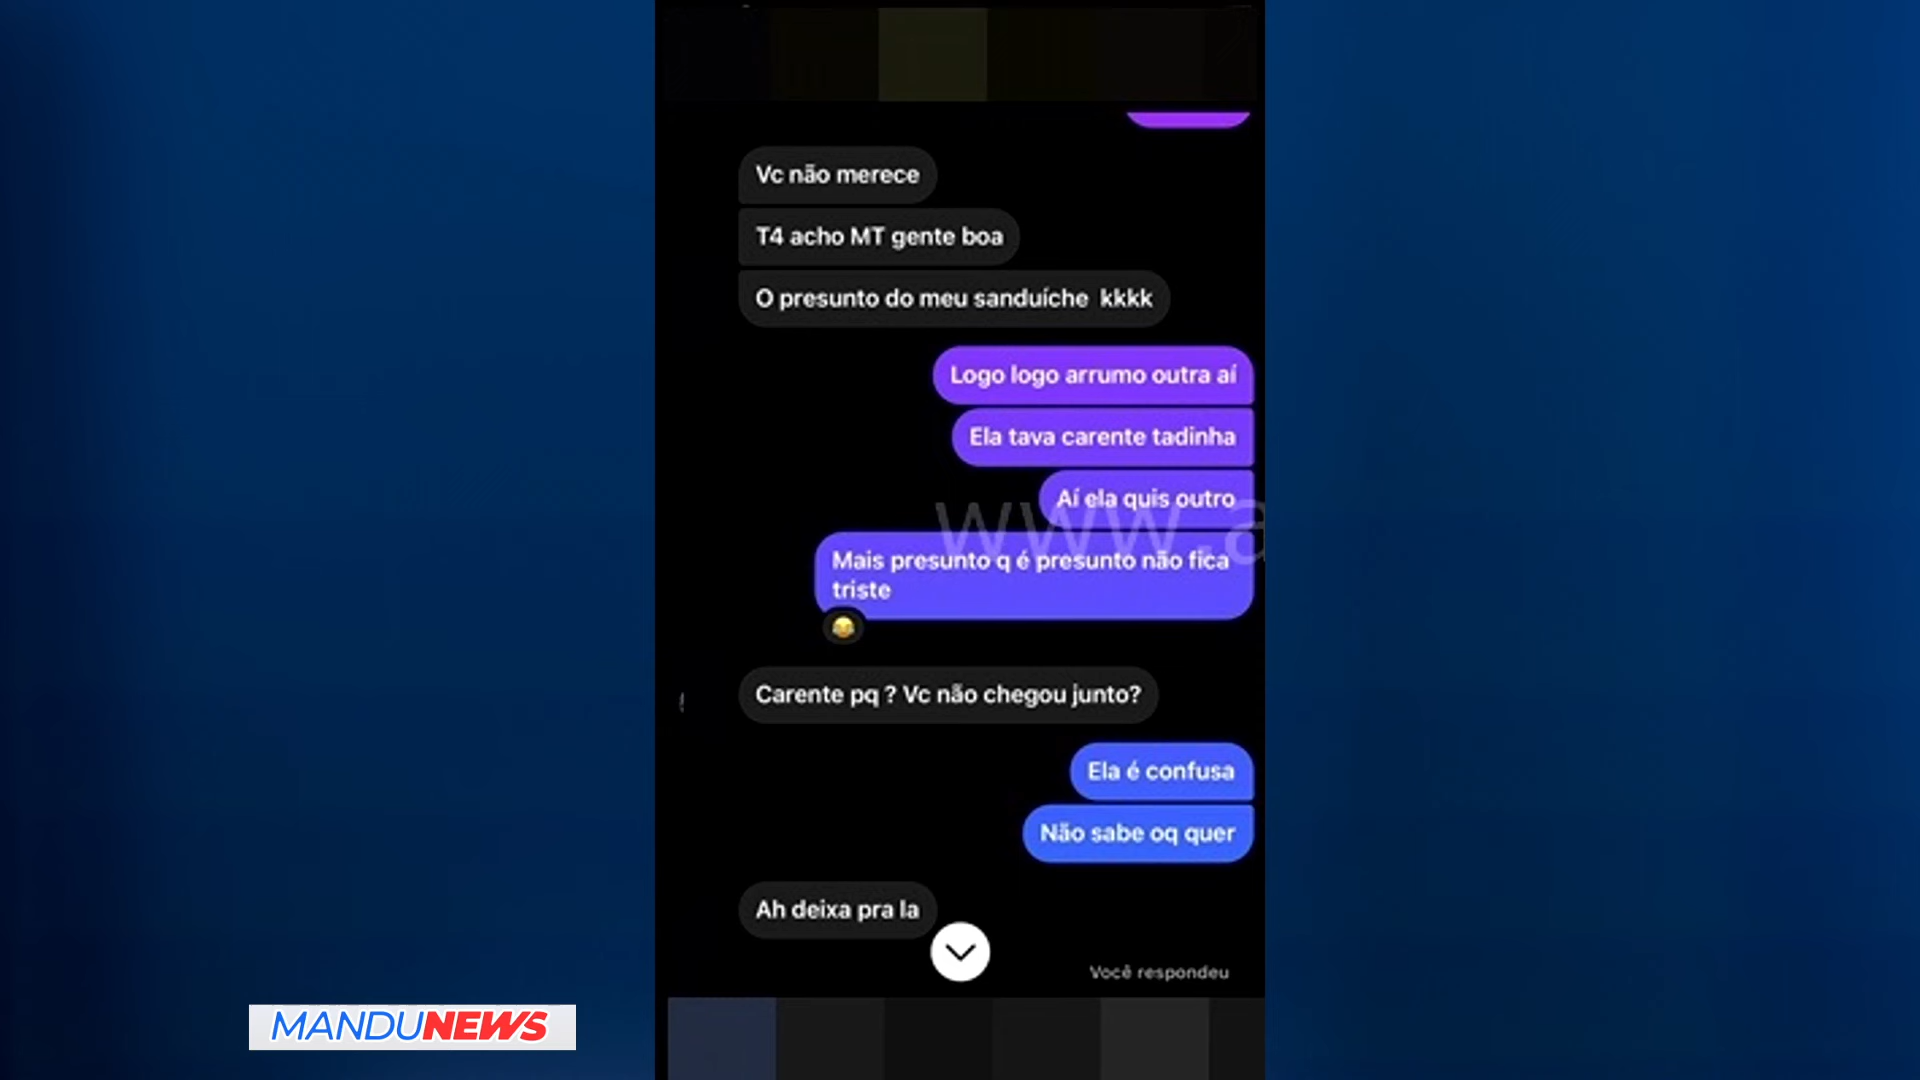 Vc não merece
T4 acho MT gente boa
O presunto do meu sanduíche kkkk
Logo logo arrumo outra aí
Ela tava carente tadinha
Aí ela quis outro
www.a
Mais presunto q é presunto não fica
triste
Carente pq ? Vc não chegou junto?
Ela é confusa
Não sabe oq quer
Ah deixa pra la
Você respondeu
MANDUNEWS